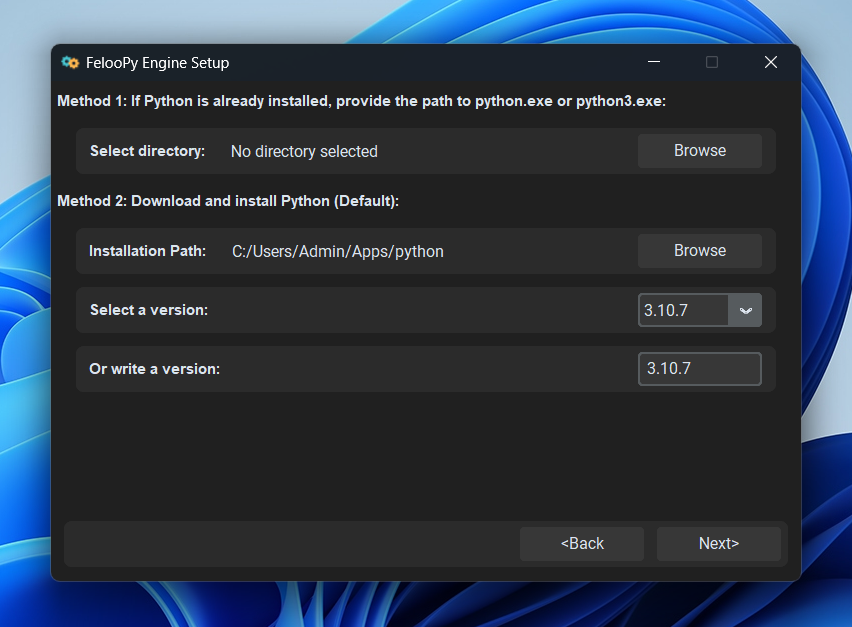 FelooPy Engine Setup
Method 1: If Python is already installed, provide the path to python.exe or python3.exe:
Select directory: No directory selected Browse
Method 2: Download and install Python (Default):
Installation Path: C:/Users/Admin/Apps/python Browse
Select a version: 3.10.7
Or write a version: 3.10.7
<Back Next>